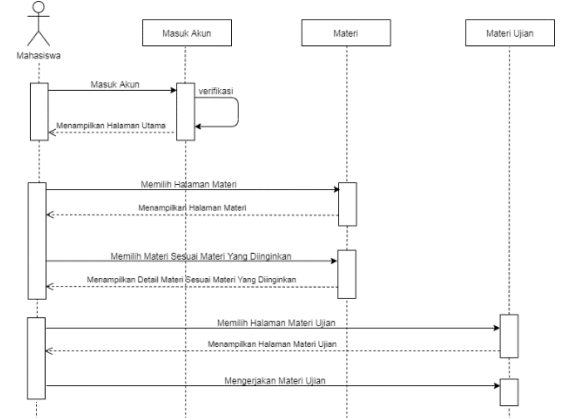 Mahasiswa
Masuk Akun
Materi
Materi Ujian
Masuk Akun
verifikasi
Menampilkan Halaman Utama
Memilih Halaman Materi
Menampilkan Halaman Materi
Memilih Materi Sesuai Materi Yang Diinginkan
Menampilkan Detail Materi Sesuai Materi Yang Diinginkan
Memilih Halaman Materi Ujian
Menampilkan Halaman Materi Ujian
Mengerjakan Materi Ujian